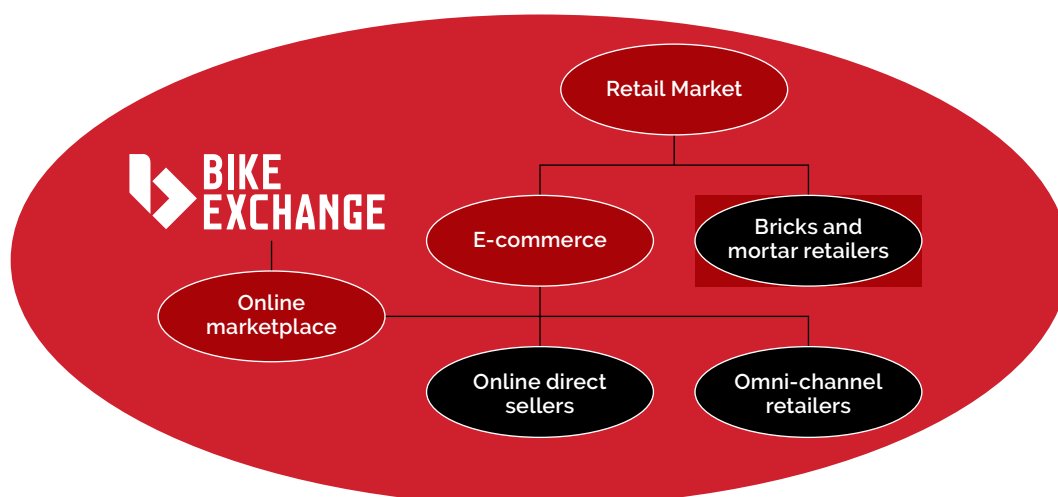 Retail Market
BIKE
EXCHANGE
E-commerce
Bricks and
mortar retailers
Online
marketplace
Online direct
sellers
Omni-channel
retailers